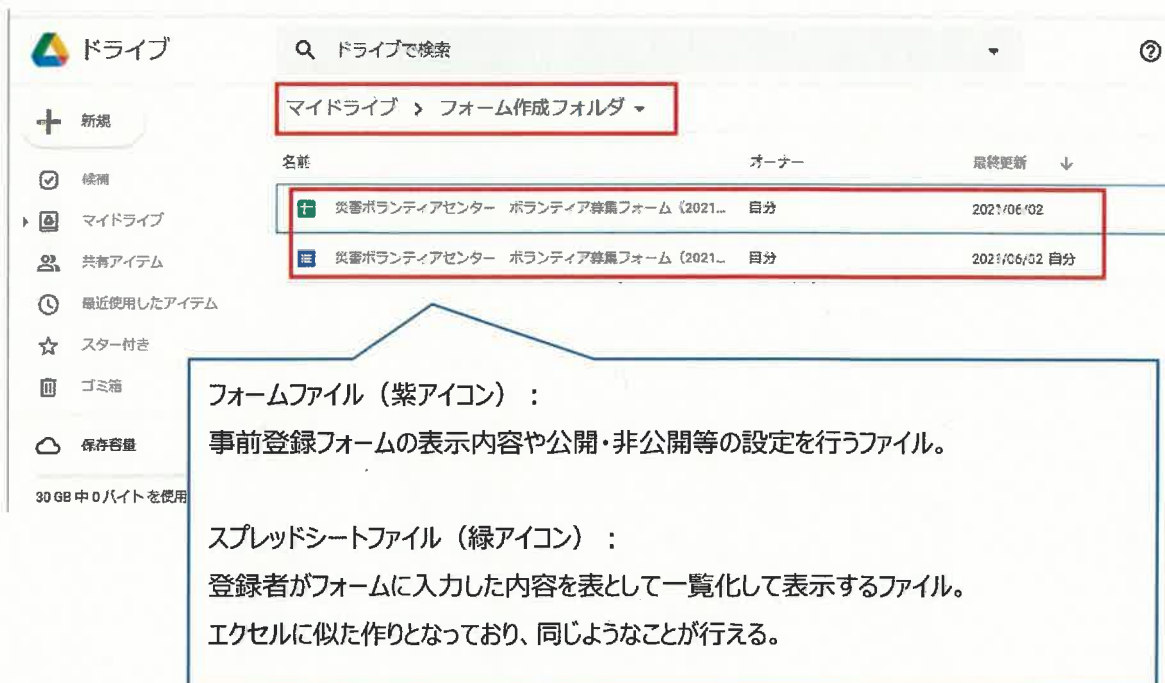 ドライブ
ドライブで検索
マイドライブ > フォーム作成フォルダ
新規
名前 オーナー 最終更新 ↓
候補
災害ボランティアセンター ボランティア募集フォーム（2021... 自分 2021/06/02
マイドライブ
災害ボランティアセンター ボランティア募集フォーム（2021... 自分 2021/06/02 自分
共有アイテム
最近使用したアイテム
スター付き
ゴミ箱
保存容量
30 GB 中 0 バイト を使用
フォームファイル（紫アイコン）：
事前登録フォームの表示内容や公開・非公開等の設定を行うファイル。
スプレッドシートファイル（緑アイコン）：
登録者がフォームに入力した内容を表として一覧化して表示するファイル。
エクセルに似た作りとなっており、同じようなことが行える。